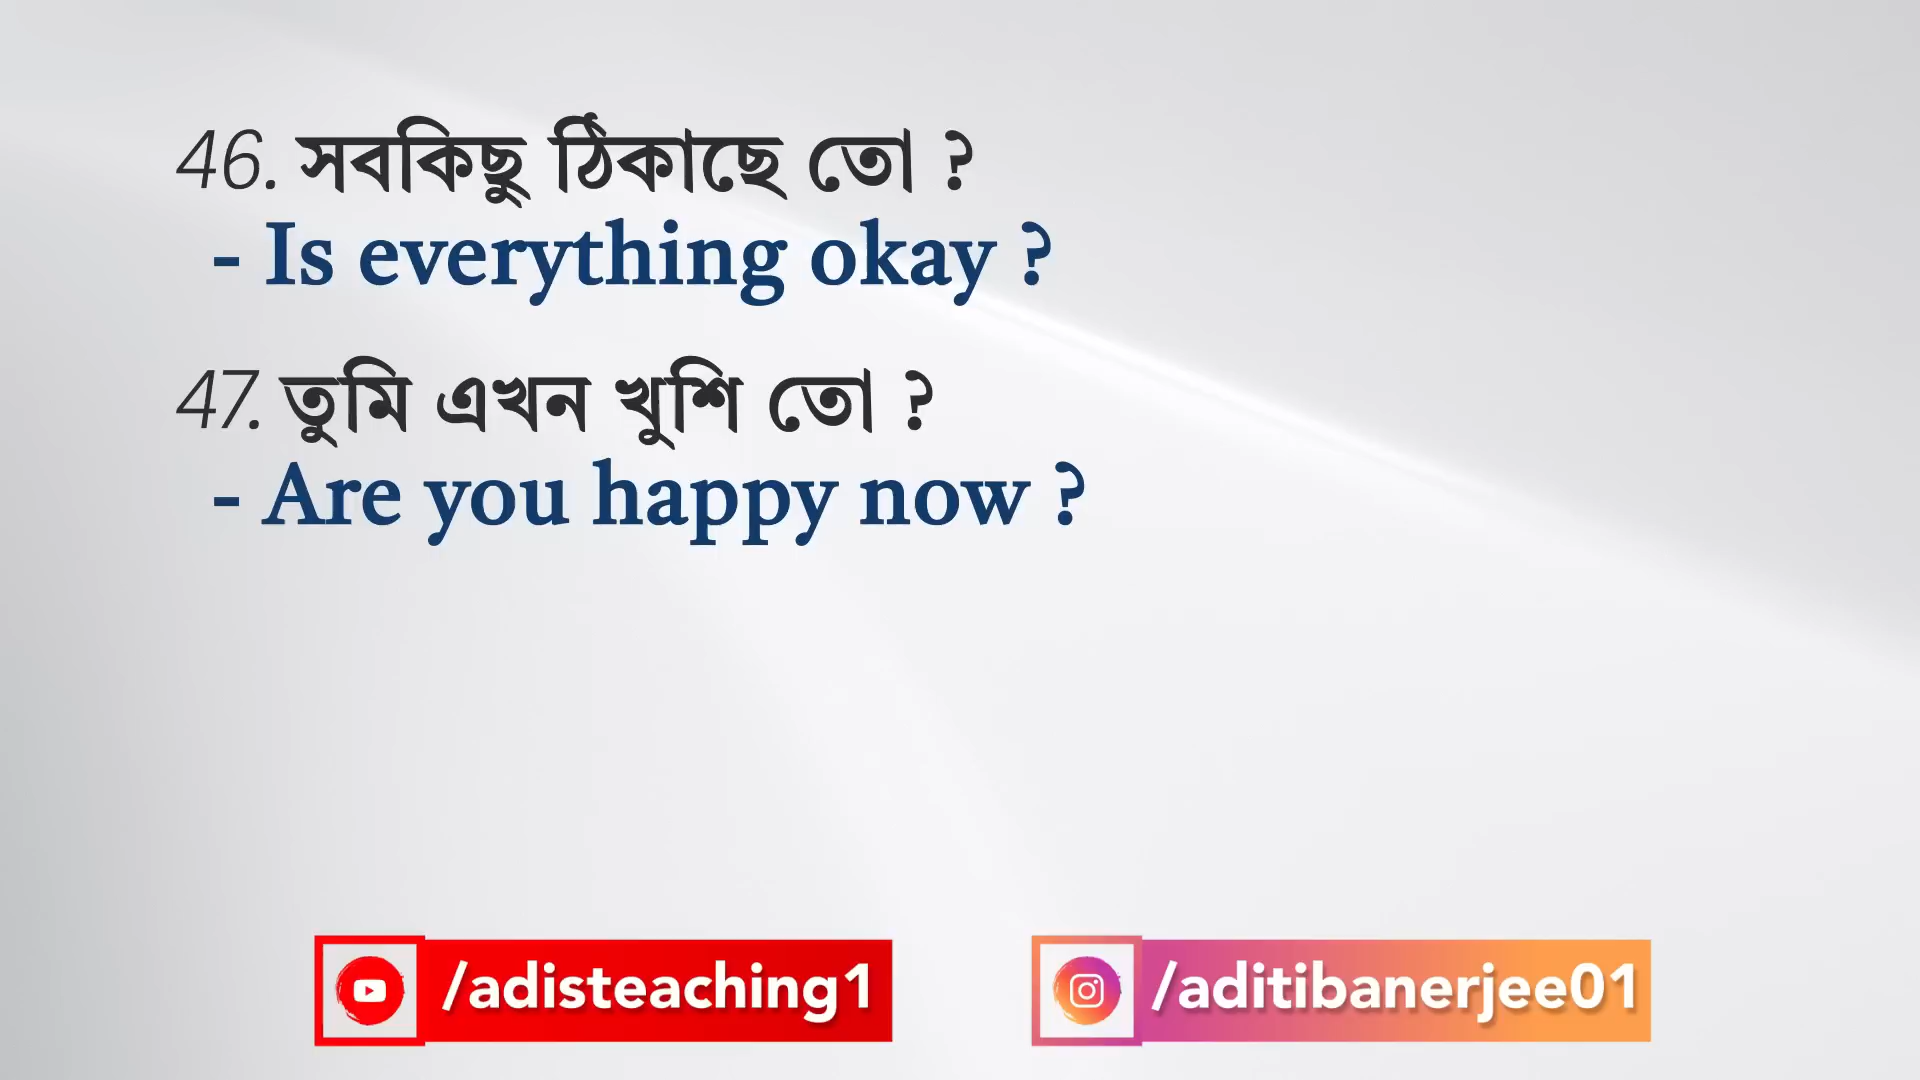 46. সবকিছু ঠিকাছে তো ?
- Is everything okay ?
47. তুমি এখন খুশি তো ?
- Are you happy now ?
/adisteaching1
/aditibanerjee01